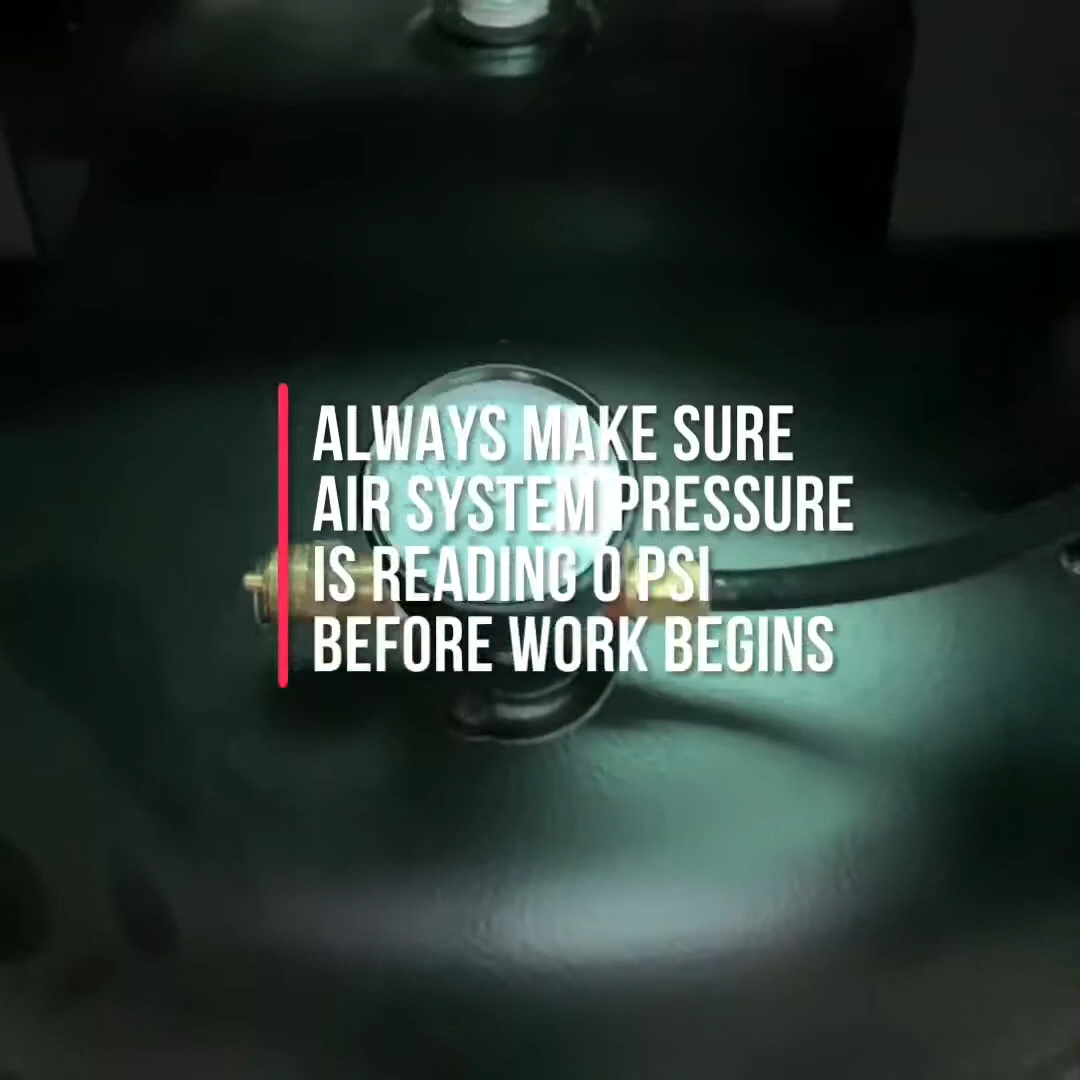 ALWAYS MAKE SURE
AIR SYSTEM PRESSURE
IS READING 0 PSI
BEFORE WORK BEGINS